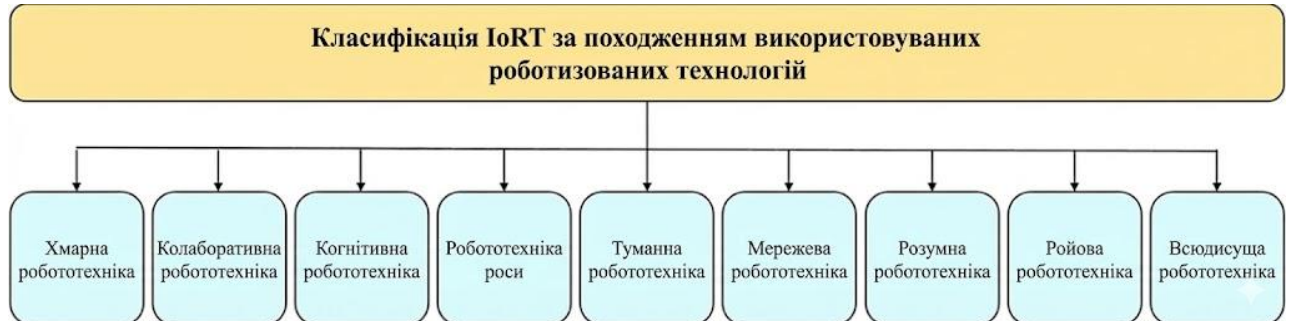 Класифікація IoRT за походженням використовуваних
роботизованих технологій
Хмарна
робототехніка
Колаборативна
робототехніка
Когнітивна
робототехніка
Робототехніка
роси
Туманна
робототехніка
Мережева
робототехніка
Розумна
робототехніка
Ройова
робототехніка
Всюдисуща
робототехніка